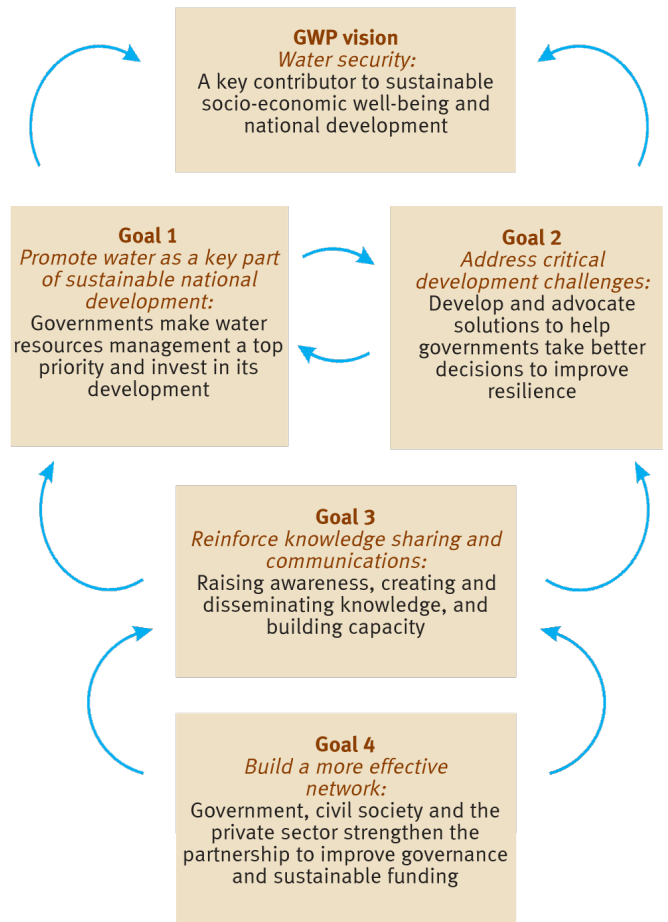 GWP vision
Water security:
A key contributor to sustainable
socio-economic well-being and
national development
Goal 1
Promote water as a key part
of sustainable national
development:
Governments make water
resources management a top
priority and invest in its
development
Goal 2
Address critical
development challenges:
Develop and advocate
solutions to help
governments take better
decisions to improve
resilience
Goal 3
Reinforce knowledge sharing and
communications:
Raising awareness, creating and
disseminating knowledge, and
building capacity
Goal 4
Build a more effective
network:
Government, civil society and the
private sector strengthen the
partnership to improve governance
and sustainable funding